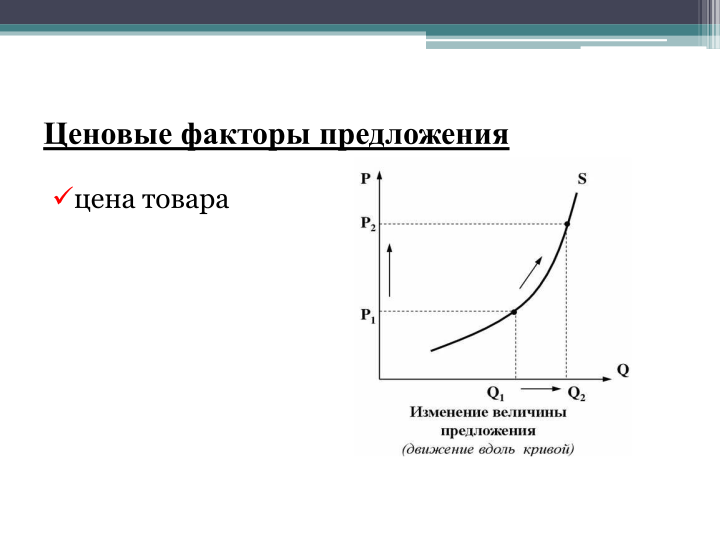 Ценовые факторы предложения
цена товара
P
S
P2
P1
Q
Q1
Q2
Изменение величины
предложения
(движение вдоль кривой)